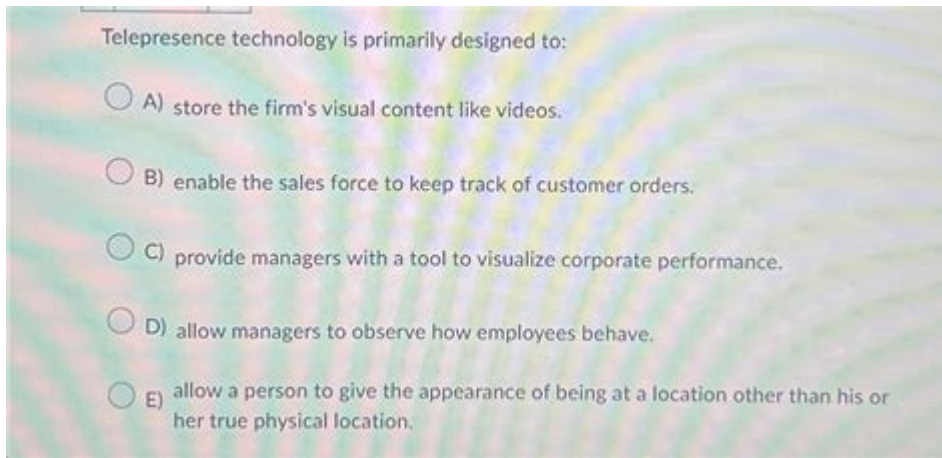 Telepresence technology is primarily designed to:
A) store the firm's visual content like videos.
B) enable the sales force to keep track of customer orders.
C) provide managers with a tool to visualize corporate performance.
D) allow managers to observe how employees behave.
E) allow a person to give the appearance of being at a location other than his or
her true physical location.